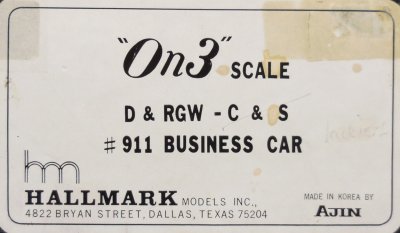 "On3" SCALE
D & RGW - C & S
# 911 BUSINESS CAR
hm
HALLMARK MODELS INC.,
4822 BRYAN STREET, DALLAS, TEXAS 75204
MADE IN KOREA BY
AJIN